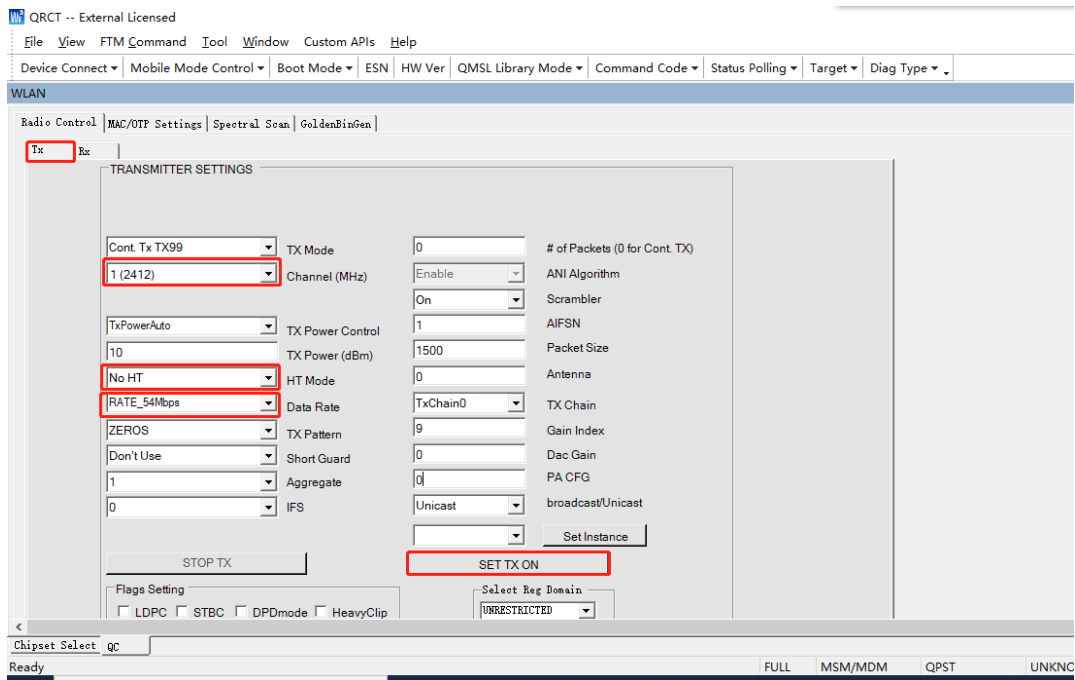 QRCT -- External Licensed
File View FTM Command Tool Window Custom APIs Help
Device Connect Mobile Mode Control Boot Mode ESN HW Ver QMSL Library Mode Command Code Status Polling Target Diag Type
WLAN
Radio Control MAC/OTP Settings Spectral Scan GoldenBinGen
Tx Rx
TRANSMITTER SETTINGS
Cont. Tx TX99 TX Mode 0 # of Packets (0 for Cont. TX)
1 (2412) Channel (MHz) Enable ANI Algorithm
On Scrambler
TxPowerAuto TX Power Control 1 AIFSN
10 TX Power (dBm) 1500 Packet Size
No HT HT Mode 0 Antenna
RATE_54Mbps Data Rate TxChain0 TX Chain
ZEROS TX Pattern 9 Gain Index
Don't Use Short Guard 0 Dac Gain
1 Aggregate 0 PA CFG
0 IFS Unicast broadcast/Unicast
Set Instance
STOP TX SET TX ON
Flags Setting Select Reg Domain
LDPC STBC DPDmode HeavyClip UNRESTRICTED
Chipset Select QC
Ready FULL MSM/MDM QPST UNKNO